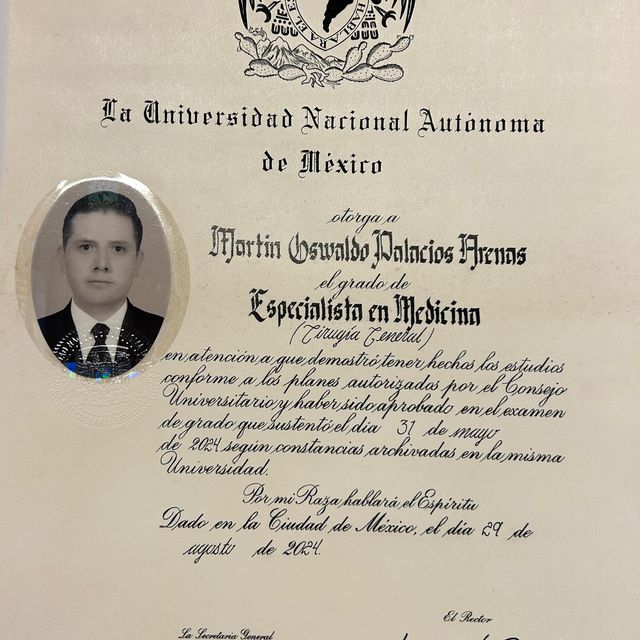 HABLARA EL
La Universidad Nacional Autónoma
de México
otorga a
Martín Oswaldo Palacios Arenas
el grado de
Especialista en Medicina
(Cirugía General)
en atención a que demostró tener hechos los estudios
conforme a los planes autorizados por el Consejo
Universitario y haber sido aprobado en el examen
de grado que sustentó el día 31 de mayo
de 2024 según constancias archivadas en la misma
Universidad.
Por mi Raza hablará el Espíritu
Dado en la Ciudad de México, el día 29 de
agosto de 2024.
El Rector
La Secretaria General